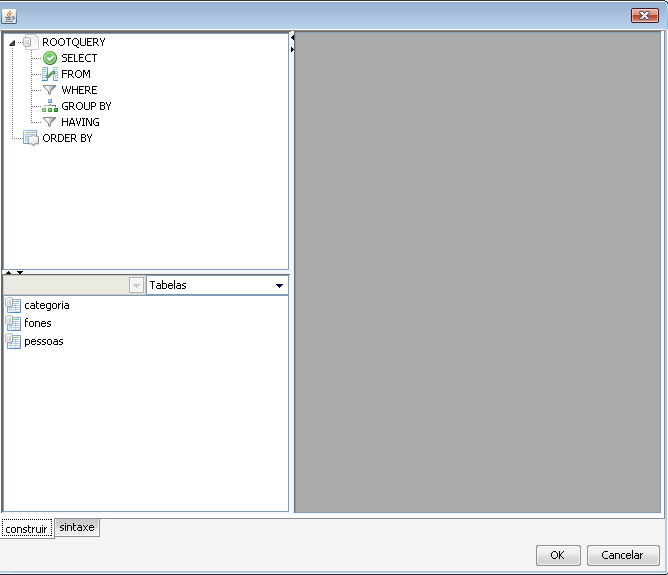 ROOTQUERY
SELECT
FROM
WHERE
GROUP BY
HAVING
ORDER BY
Tabelas
categoria
fones
pessoas
construir sintaxe
OK Cancelar